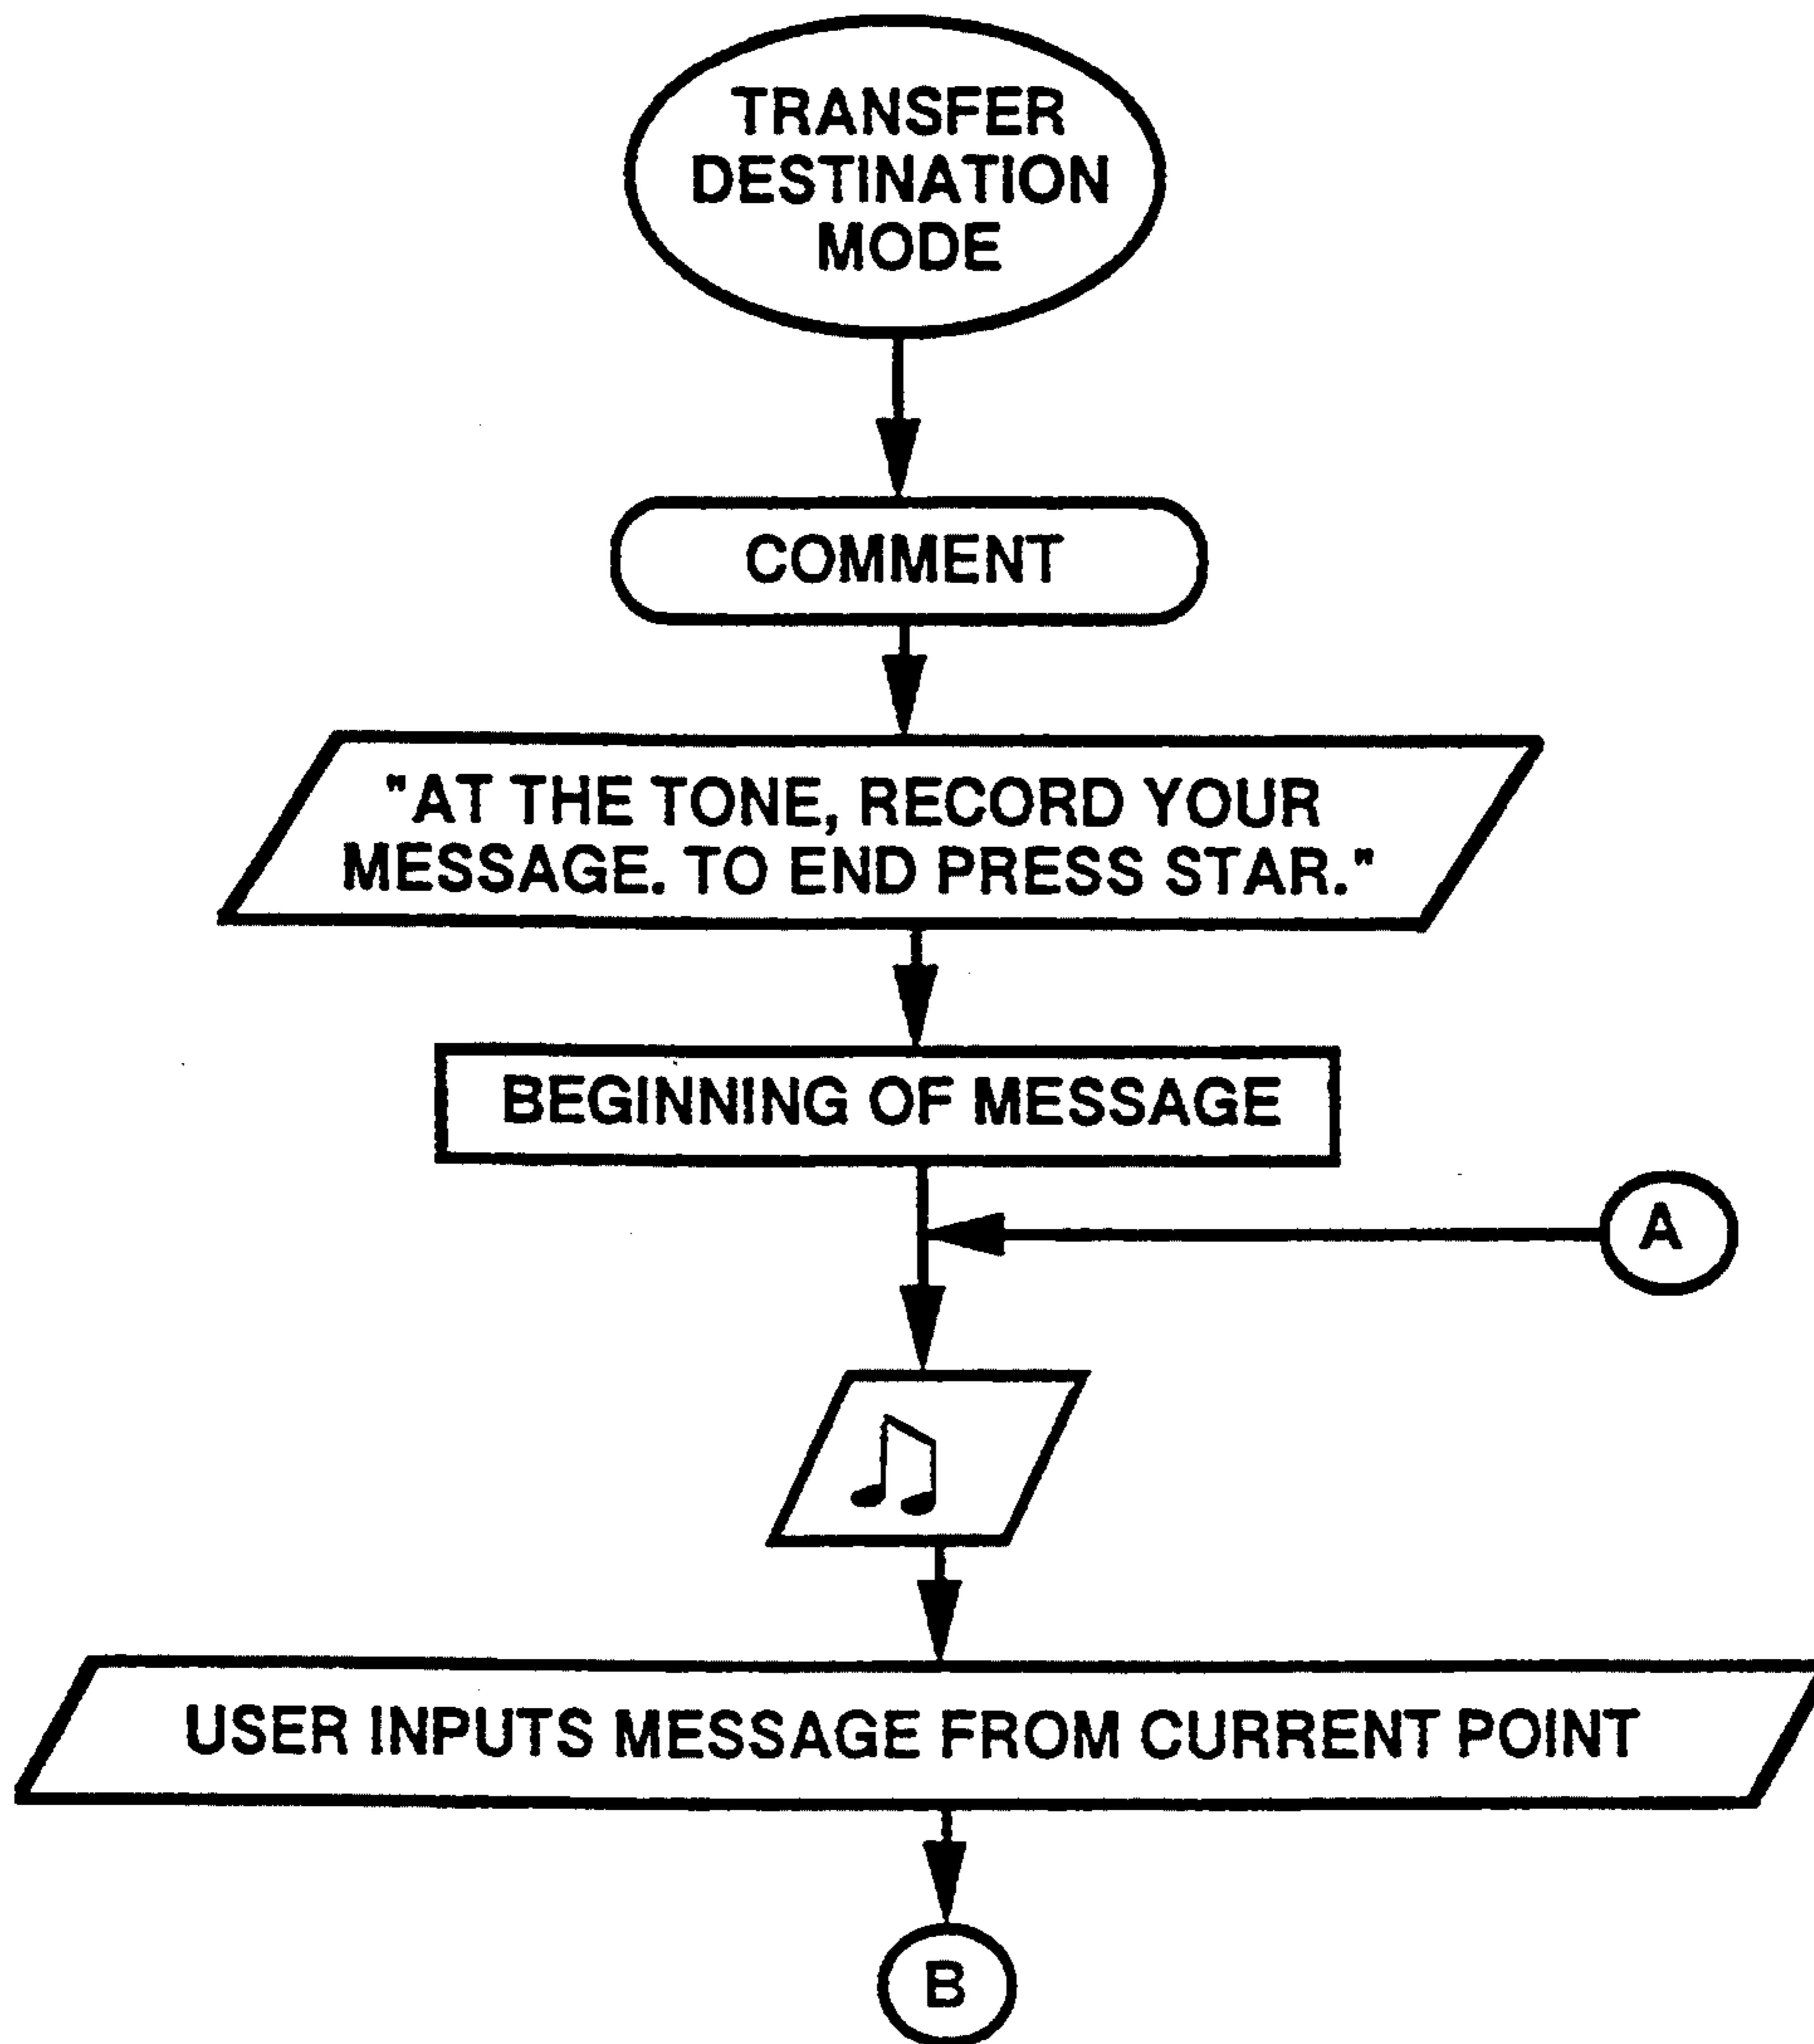 TRANSFER
DESTINATION
MODE
COMMENT
"AT THE TONE, RECORD YOUR
MESSAGE. TO END PRESS STAR."
BEGINNING OF MESSAGE
A
USER INPUTS MESSAGE FROM CURRENT POINT
B